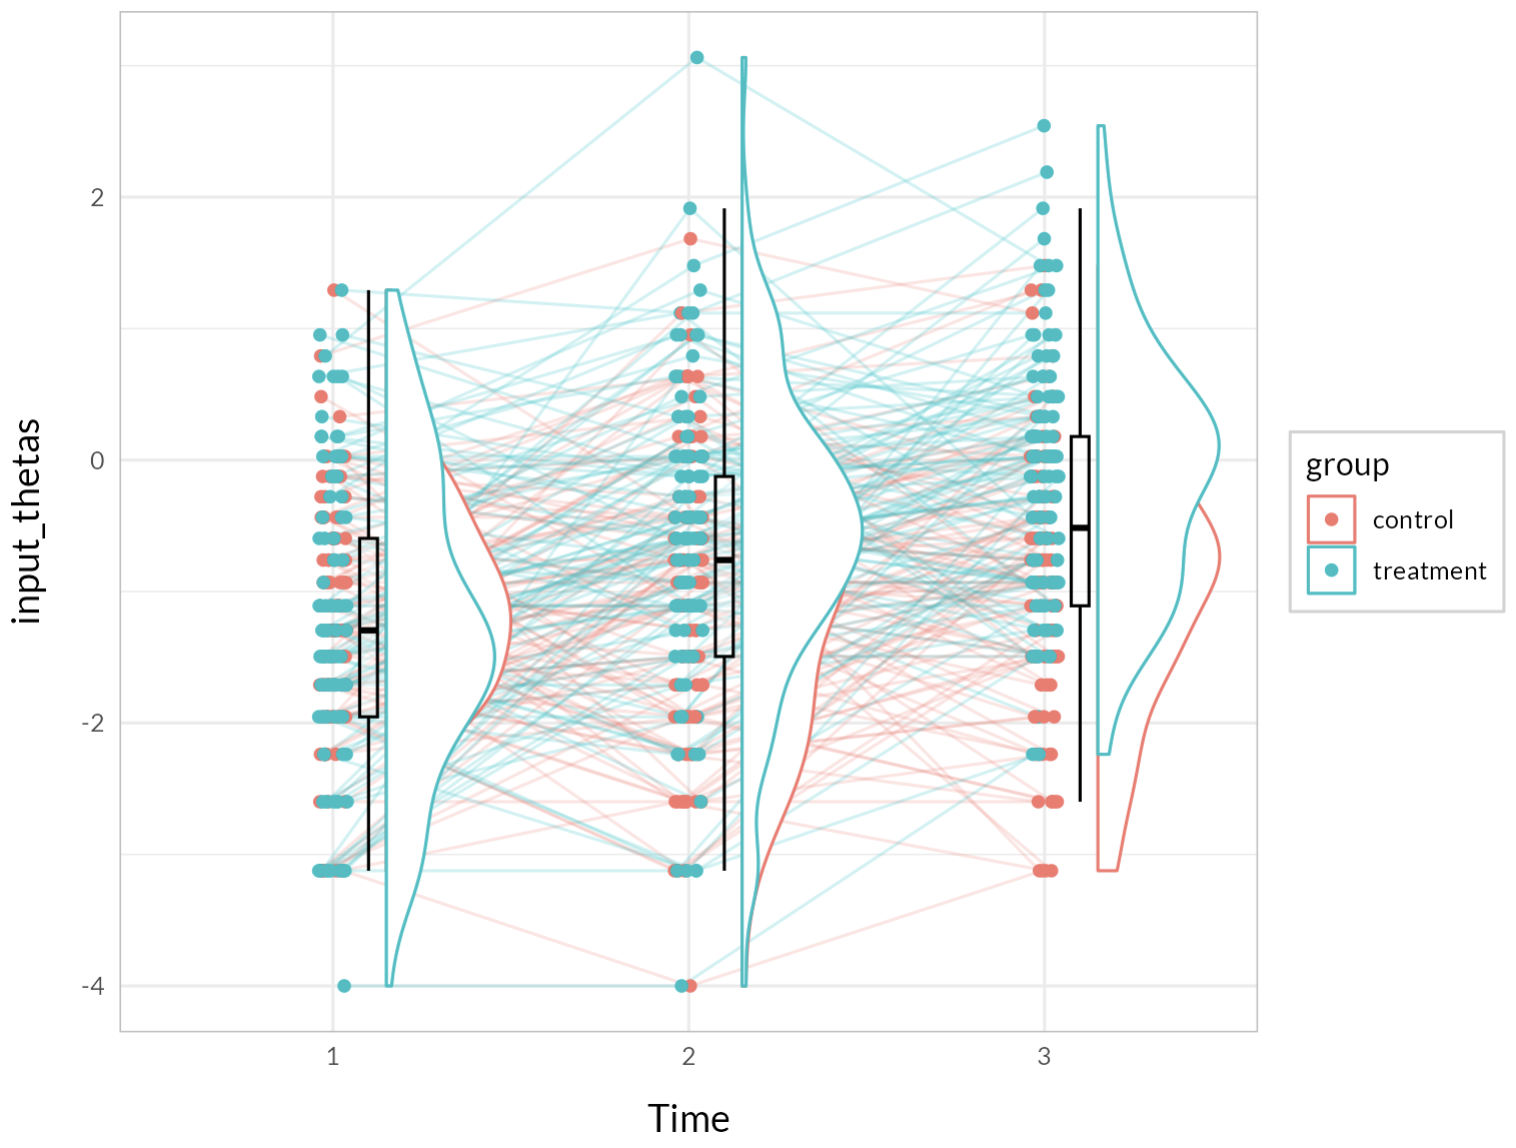 input_thetas
2
0
-2
-4
1 2 3
Time
group
control
treatment